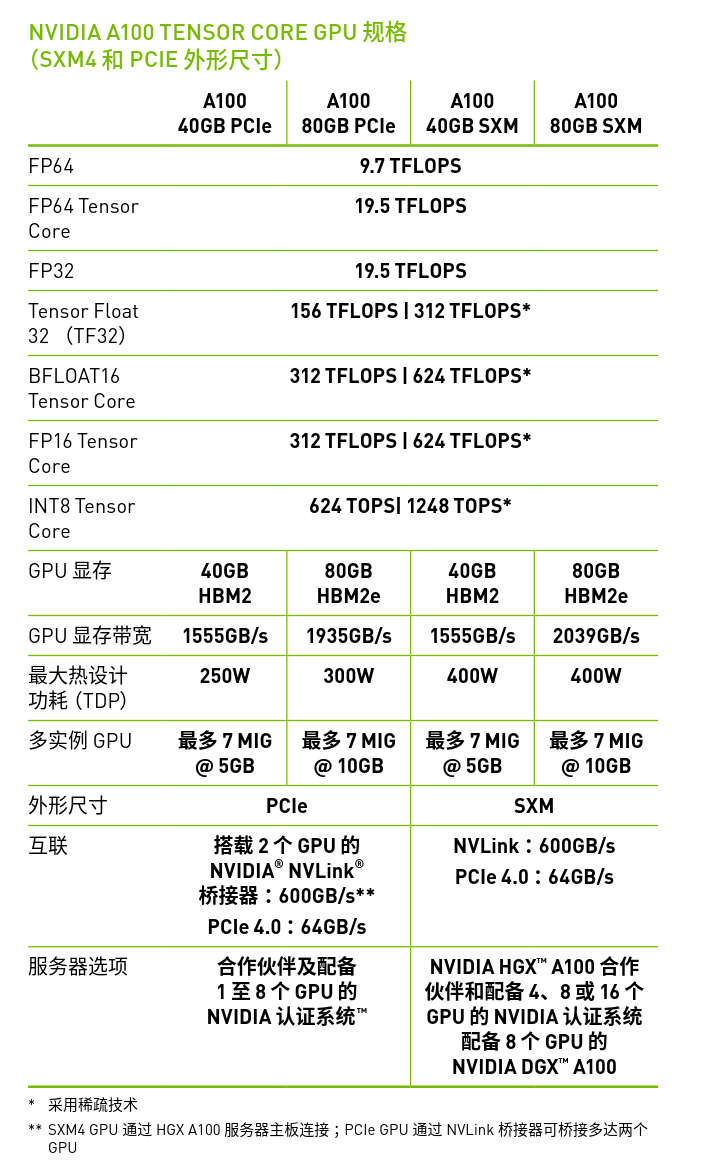 NVIDIA A100 TENSOR CORE GPU 规格
（SXM4 和 PCIE 外形尺寸）
A100 A100 A100 A100
40GB PCIe 80GB PCIe 40GB SXM 80GB SXM
FP64 9.7 TFLOPS
FP64 Tensor 19.5 TFLOPS
Core
FP32 19.5 TFLOPS
Tensor Float 156 TFLOPS | 312 TFLOPS*
32 （TF32）
BFLOAT16 312 TFLOPS | 624 TFLOPS*
Tensor Core
FP16 Tensor 312 TFLOPS | 624 TFLOPS*
Core
INT8 Tensor 624 TOPS| 1248 TOPS*
Core
GPU 显存 40GB 80GB 40GB 80GB
HBM2 HBM2e HBM2 HBM2e
GPU 显存带宽 1555GB/s 1935GB/s 1555GB/s 2039GB/s
最大热设计 250W 300W 400W 400W
功耗（TDP）
多实例 GPU 最多 7 MIG 最多 7 MIG 最多 7 MIG 最多 7 MIG
@ 5GB @ 10GB @ 5GB @ 10GB
外形尺寸 PCIe SXM
互联 搭载 2 个 GPU 的 NVLink：600GB/s
NVIDIA® NVLink® PCIe 4.0：64GB/s
桥接器：600GB/s**
PCIe 4.0：64GB/s
服务器选项 合作伙伴及配备 NVIDIA HGX™ A100 合作
1 至 8 个 GPU 的 伙伴和配备 4、8 或 16 个
NVIDIA 认证系统™ GPU 的 NVIDIA 认证系统
配备 8 个 GPU 的
NVIDIA DGX™ A100
* 采用稀疏技术
** SXM4 GPU 通过 HGX A100 服务器主板连接；PCIe GPU 通过 NVLink 桥接器可桥接多达两个
GPU